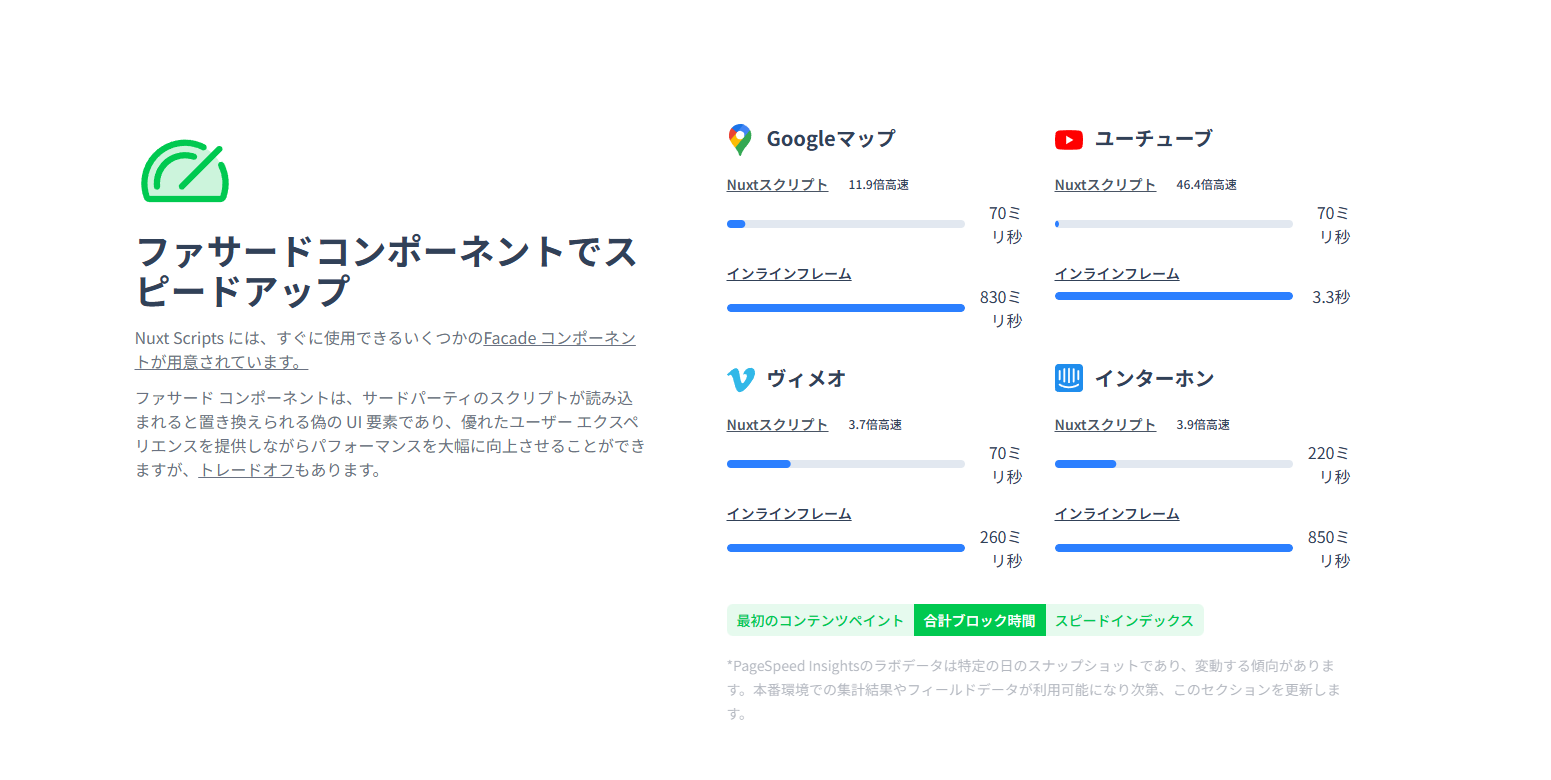 ファサードコンポーネントでス
ピードアップ
Nuxt Scripts には、すぐに使用できるいくつかのFacade コンポーネン
トが用意されています。
ファサード コンポーネントは、サードパーティのスクリプトが読み込
まれると置き換えられる偽の UI 要素であり、優れたユーザー エクスペ
リエンスを提供しながらパフォーマンスを大幅に向上させることができ
ますが、トレードオフもあります。
Googleマップ
Nuxtスクリプト 11.9倍高速
70ミ
リ秒
インラインフレーム
830ミ
リ秒
ユーチューブ
Nuxtスクリプト 46.4倍高速
70ミ
リ秒
インラインフレーム
3.3秒
ヴィメオ
Nuxtスクリプト 3.7倍高速
70ミ
リ秒
インラインフレーム
260ミ
リ秒
インターホン
Nuxtスクリプト 3.9倍高速
220ミ
リ秒
インラインフレーム
850ミ
リ秒
最初のコンテンツペイント 合計ブロック時間 スピードインデックス
*PageSpeed Insightsのラボデータは特定の日のスナップショットであり、変動する傾向がありま
す。本番環境での集計結果やフィールドデータが利用可能になり次第、このセクションを更新しま
す。